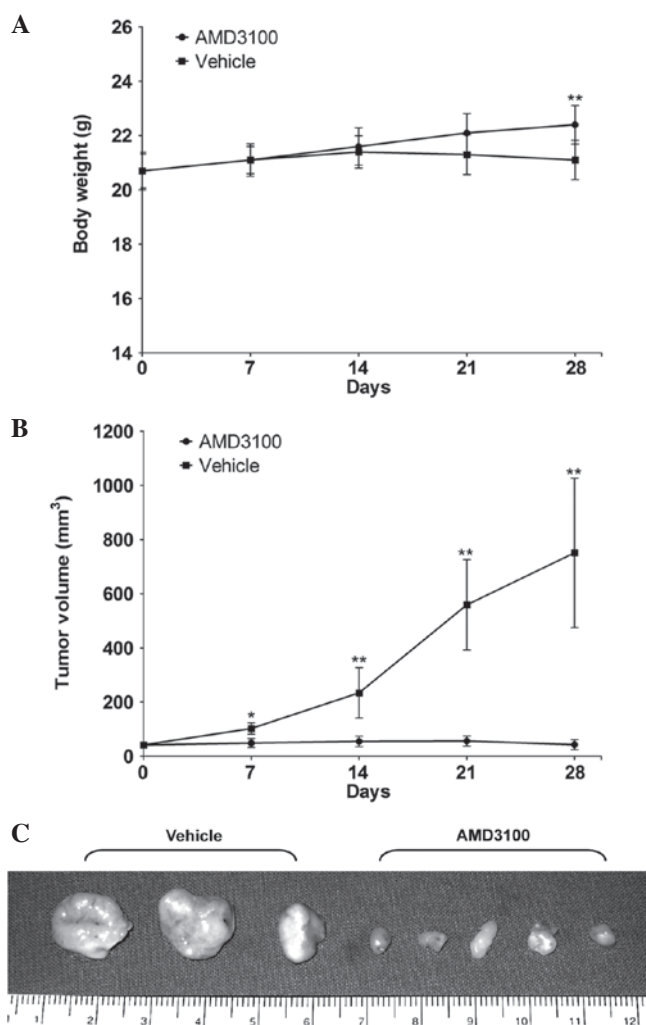 A
AMD3100
Vehicle
Body weight (g)
26
24
22
20
18
16
14
**
0 7 14 21 28
Days
B
AMD3100
Vehicle
Tumor volume (mm³)
1200
1000
800
600
400
200
0
* ** ** **
0 7 14 21 28
Days
C
Vehicle AMD3100
1 1 2 3 4 5 6 7 8 9 10 11 12